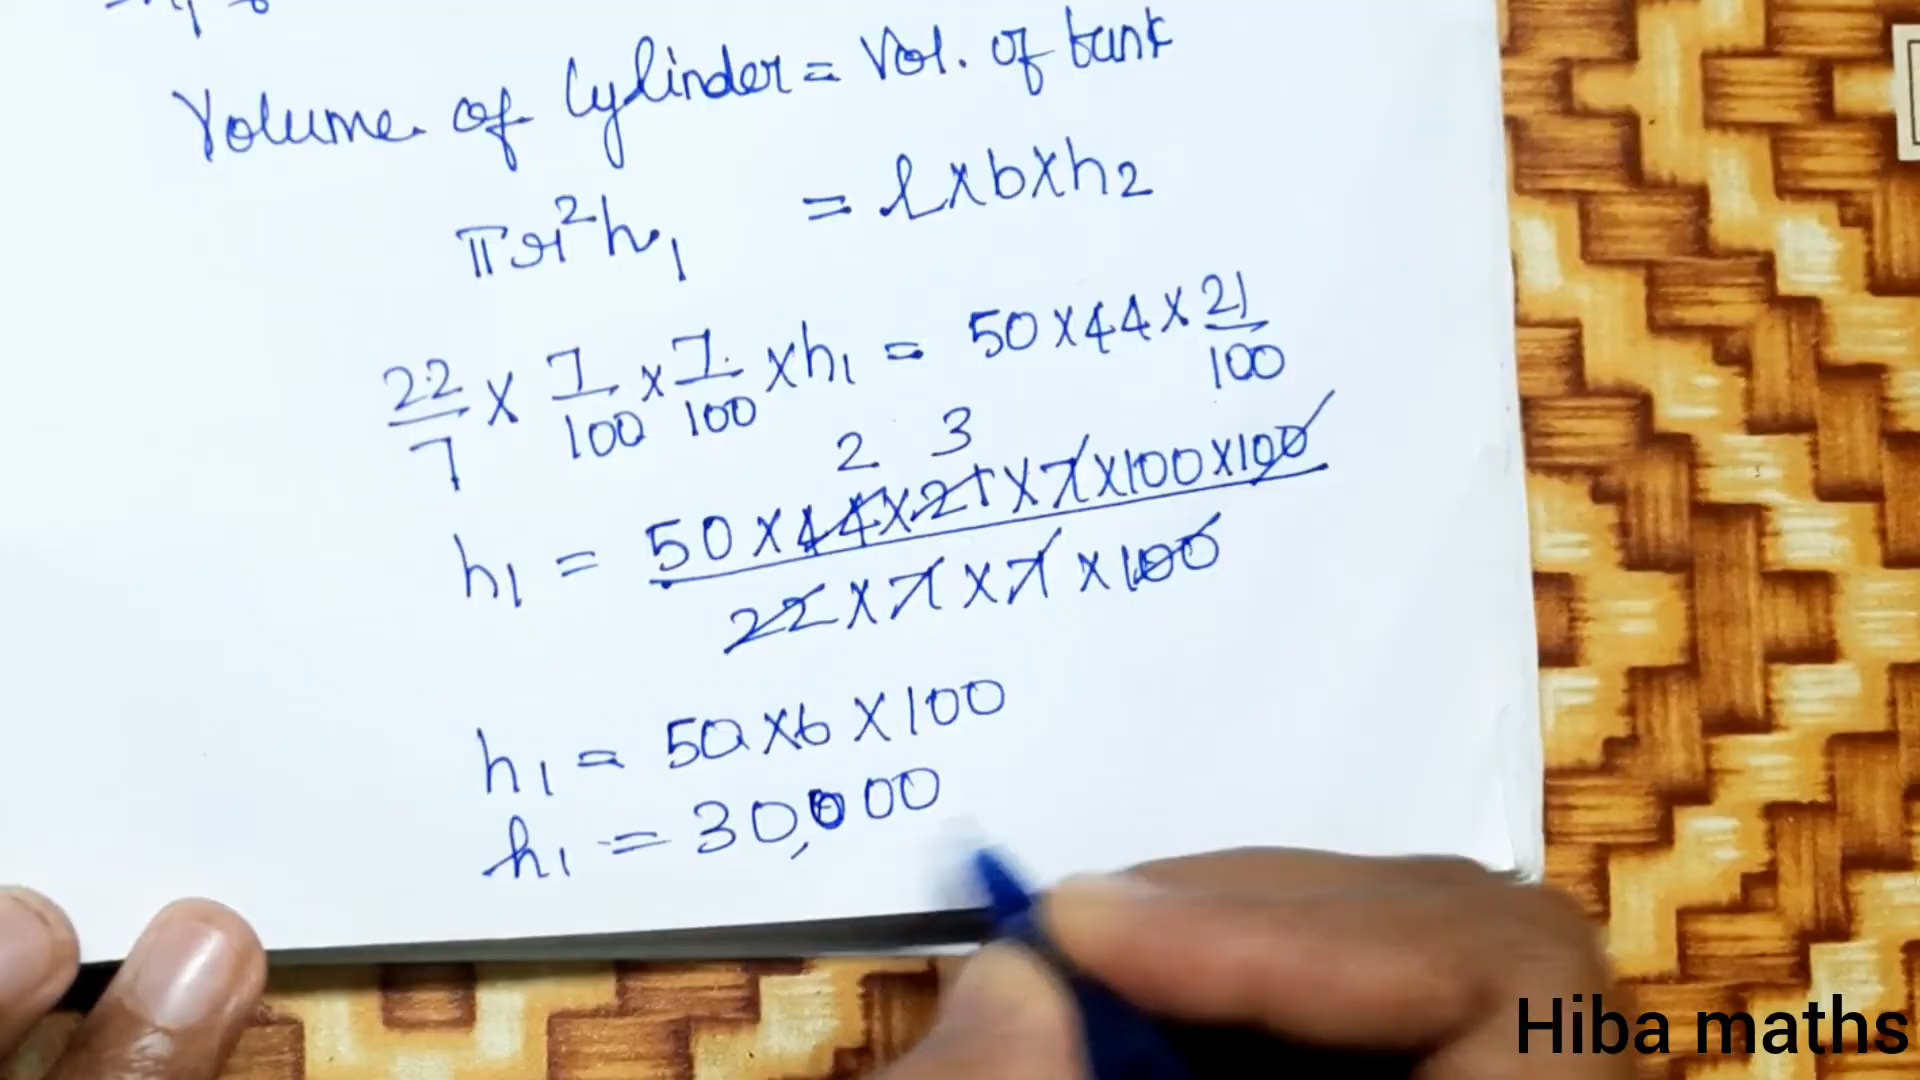 Volume of Cylinder = Vol. of tank
πr²h₁ = l×b×h₂
22/7 × 7/100 × 7/100 × h₁ = 50×44×21/100
2 3
h₁ = 50×44×21×7×100×100 / 22×7×7×100
h₁ = 50×6×100
h₁ = 30,000
Hiba maths